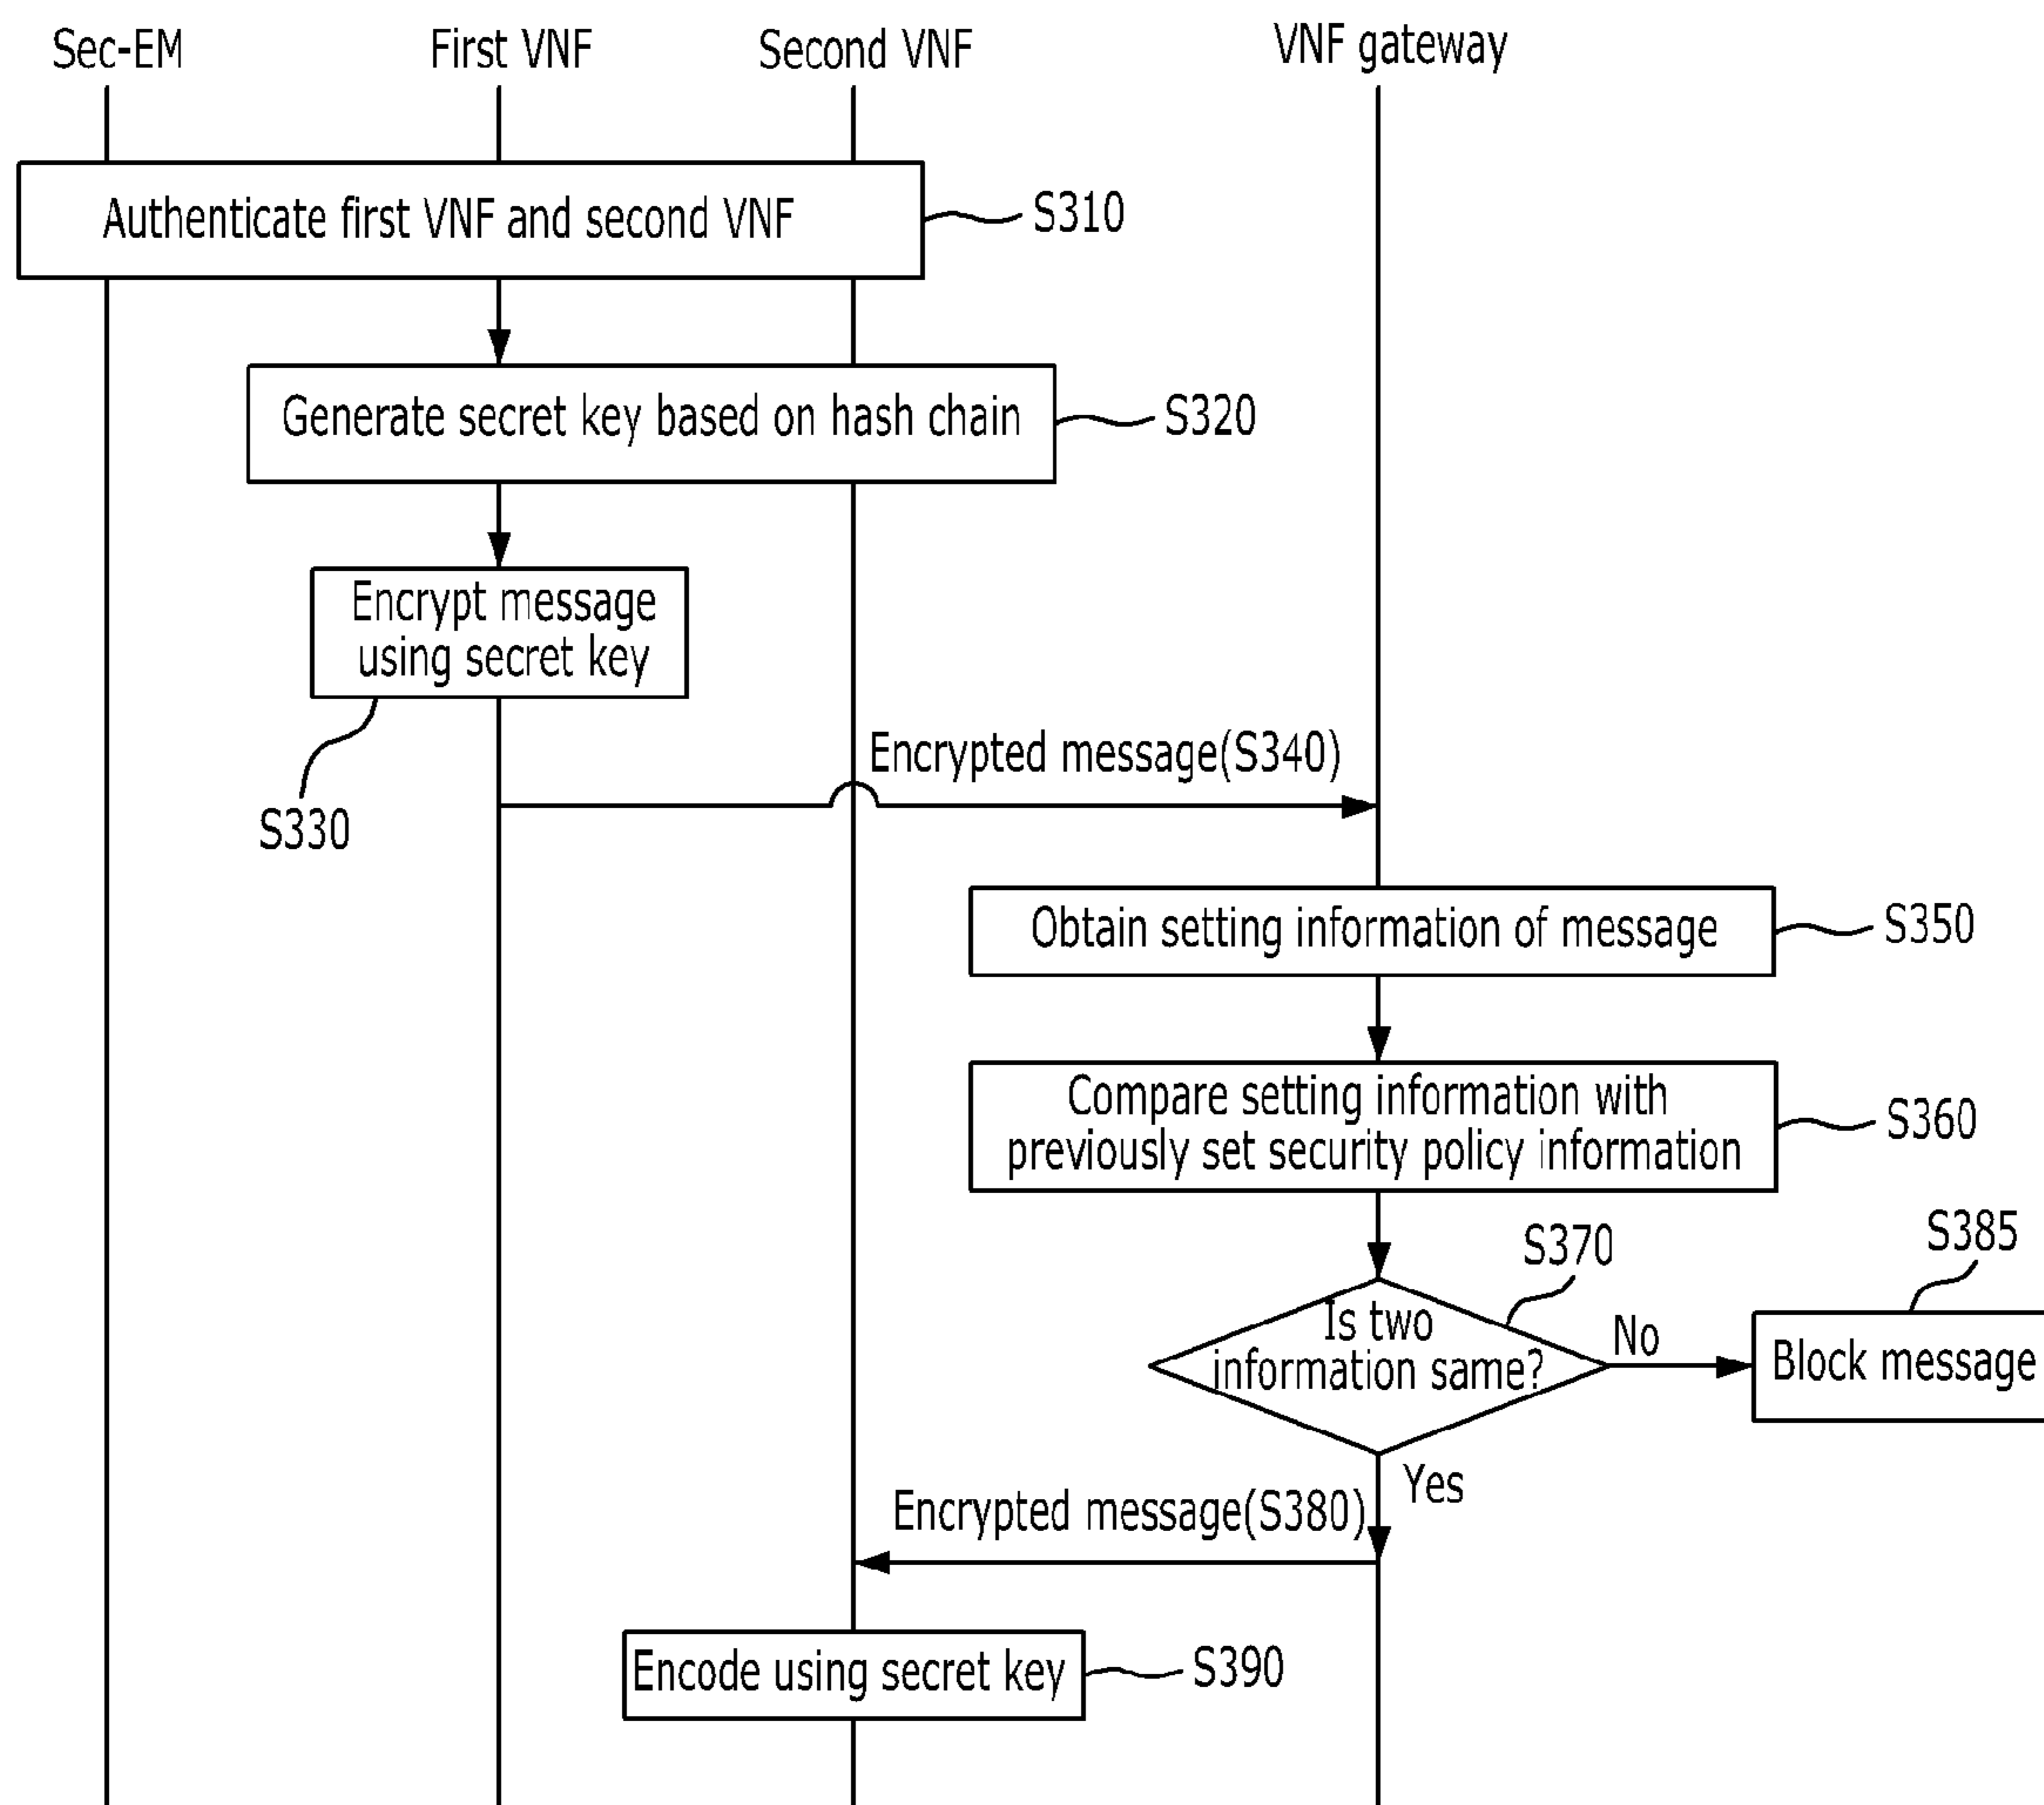 Sec-EM
First VNF
Second VNF
VNF gateway
Authenticate first VNF and second VNF
S310
Generate secret key based on hash chain
S320
Encrypt message
using secret key
S330
Encrypted message(S340)
Obtain setting information of message
S350
Compare setting information with
previously set security policy information
S360
S370
S385
Is two
information same?
No
Block message
Yes
Encrypted message(S380)
Encode using secret key
S390